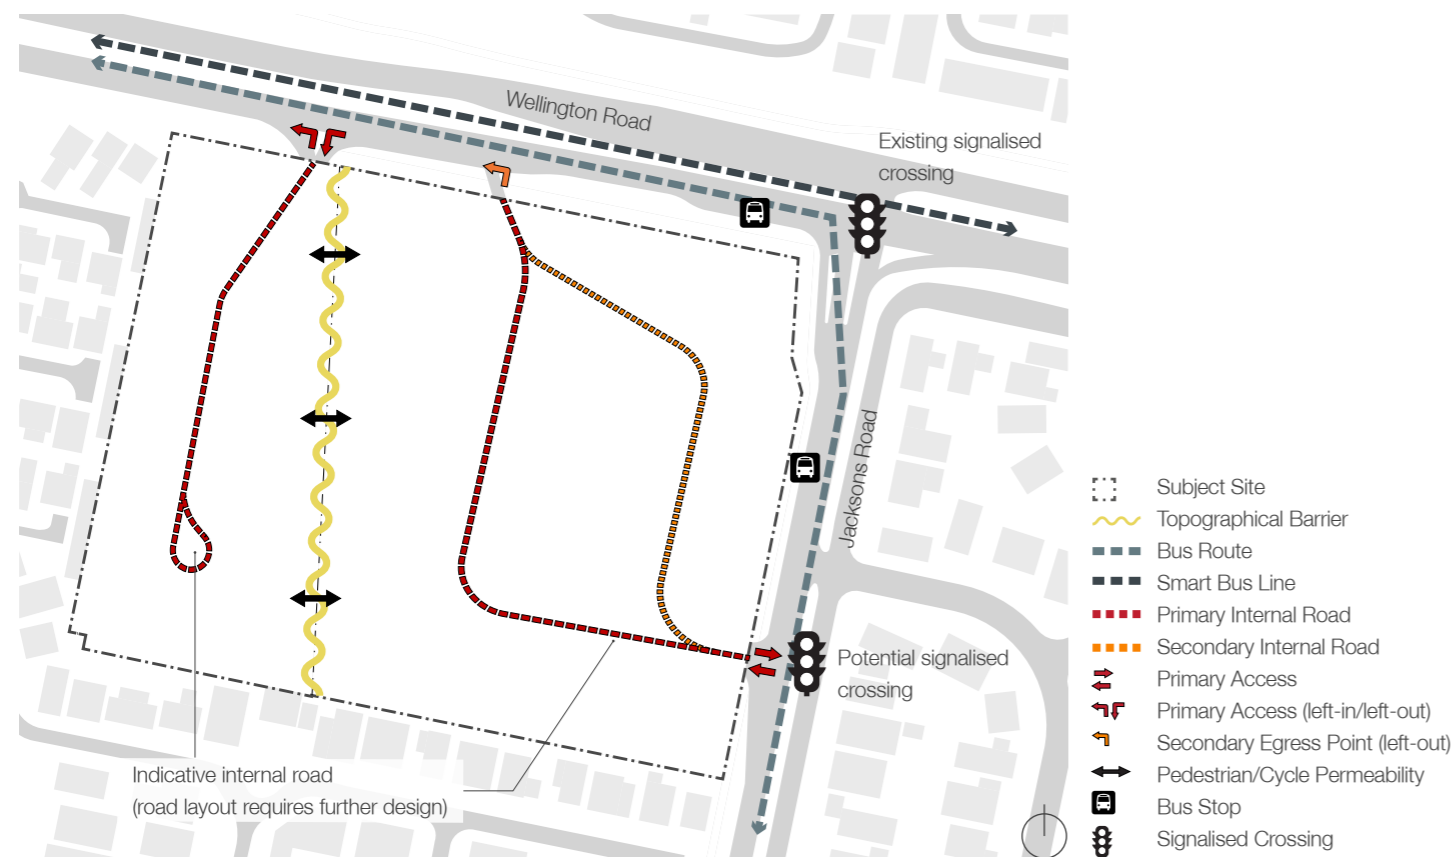 Wellington Road
Existing signalised
crossing
Jacksons Road
Potential signalised
crossing
Indicative internal road
(road layout requires further design)
Subject Site
Topographical Barrier
Bus Route
Smart Bus Line
Primary Internal Road
Secondary Internal Road
Primary Access
Primary Access (left-in/left-out)
Secondary Egress Point (left-out)
Pedestrian/Cycle Permeability
Bus Stop
Signalised Crossing